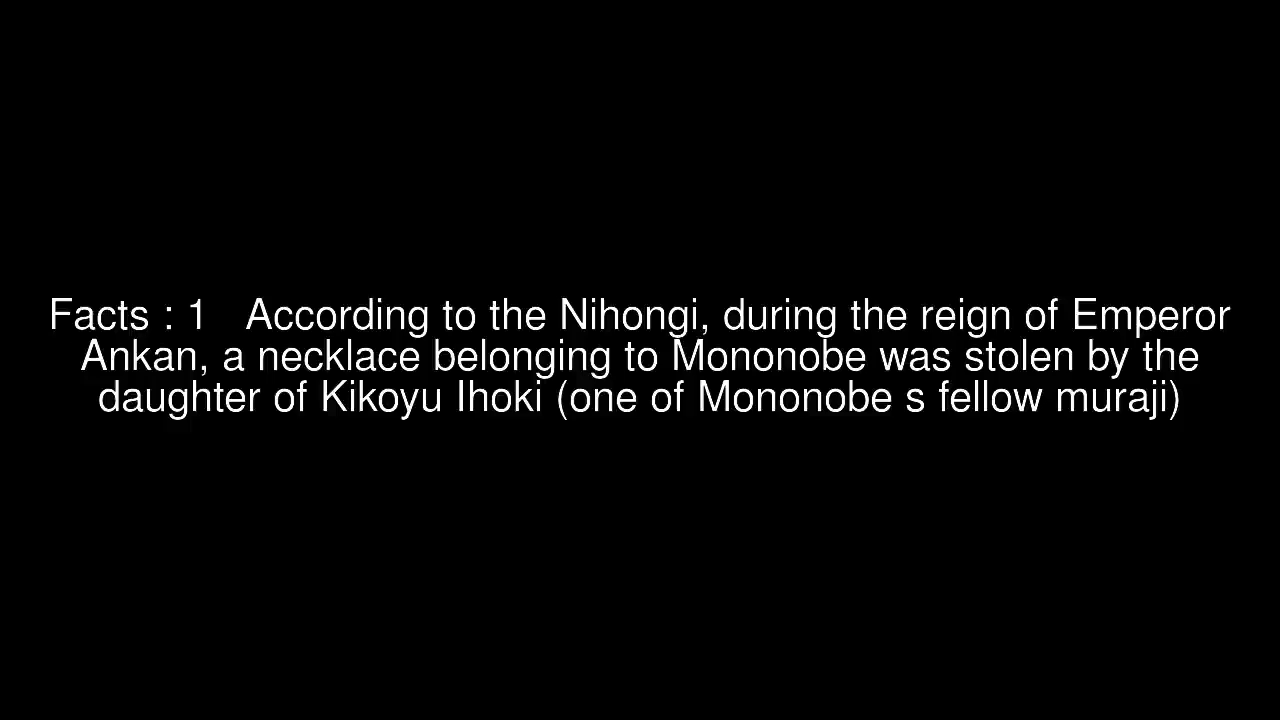 Facts : 1   According to the Nihongi, during the reign of Emperor
Ankan, a necklace belonging to Mononobe was stolen by the
daughter of Kikoyu Ihoki (one of Mononobe s fellow muraji)